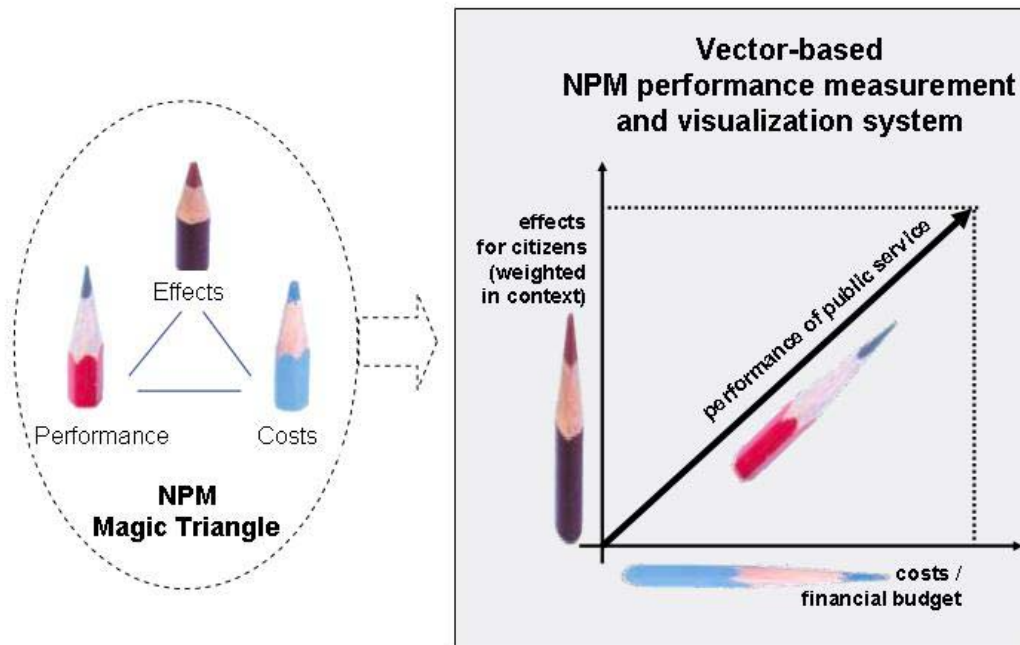 Effects
Performance
Costs
NPM
Magic Triangle
Vector-based
NPM performance measurement
and visualization system
effects
for citizens
(weighted
in context)
performance of public service
costs /
financial budget